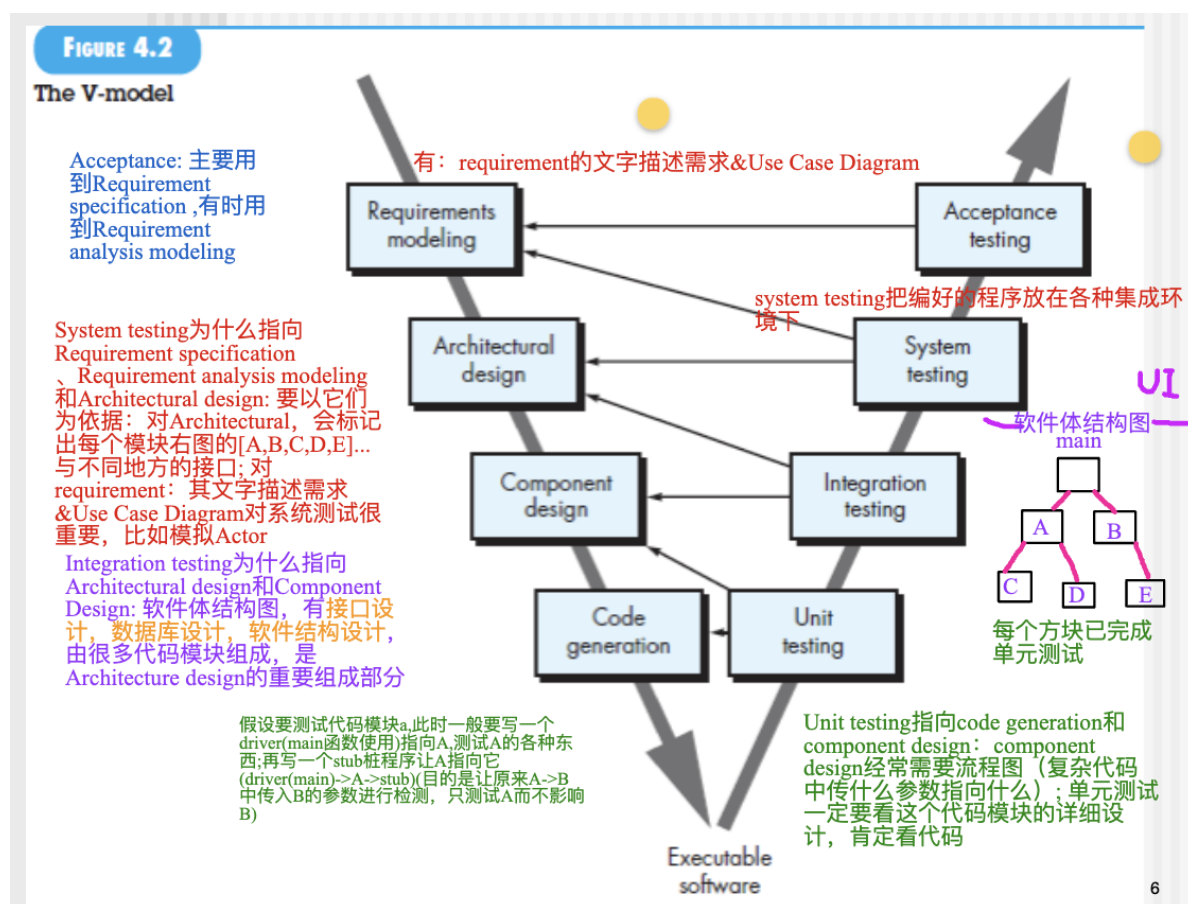 FIGURE 4.2
The V-model
Acceptance: 主要用
到Requirement
specification ,有时用
到Requirement
analysis modeling
有：requirement的文字描述需求&Use Case Diagram
Requirements
modeling
Acceptance
testing
system testing把编好的程序放在各种集成环
境下
System testing为什么指向
Requirement specification
、Requirement analysis modeling
和Architectural design: 要以它们
为依据：对Architectural，会标记
出每个模块右图的[A,B,C,D,E]...
与不同地方的接口; 对
requirement：其文字描述需求
&Use Case Diagram对系统测试很
重要，比如模拟Actor
Architectural
design
System
testing
UI
软件体结构图
main
A
B
C
D
E
每个方块已完成
单元测试
Integration testing为什么指向
Architectural design和Component
Design: 软件体结构图，有接口设
计，数据库设计，软件结构设计，
由很多代码模块组成，是
Architecture design的重要组成部分
Component
design
Integration
testing
Code
generation
Unit
testing
假设要测试代码模块a,此时一般要写一个
driver(main函数使用)指向A,测试A的各种东
西;再写一个stub桩程序让A指向它
(driver(main)->A->stub)(目的是让原来A->B
中传入B的参数进行检测，只测试A而不影响
B)
Unit testing指向code generation和
component design：component
design经常需要流程图（复杂代码
中传什么参数指向什么）; 单元测试
一定要看这个代码模块的详细设
计，肯定看代码
Executable
software
6